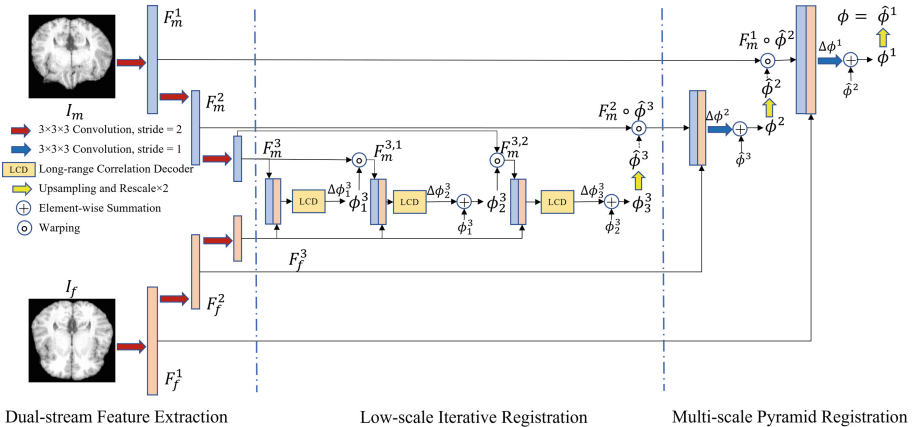 F_m^1
I_m
F_m^2
F_m^3
3×3×3 Convolution, stride = 2
3×3×3 Convolution, stride = 1
LCD Long-range Correlation Decoder
Upsampling and Rescale×2
Element-wise Summation
Warping
I_f
F_f^1
F_f^2
F_f^3
F_m^{3,1}
F_m^{3,2}
LCD Δϕ_1^3 ϕ_1^3
LCD Δϕ_2^3 ϕ_2^3
ϕ_1^3
LCD Δϕ_3^3 ϕ_3^3
ϕ_2^3
ϕ̂^3
F_m^2 ∘ ϕ̂^3
Δϕ^2 ϕ^2
ϕ̂^3
ϕ̂^2
F_m^1 ∘ ϕ̂^2
Δϕ^1 ϕ^1
ϕ̂^2
ϕ = ϕ̂^1
Dual-stream Feature Extraction
Low-scale Iterative Registration
Multi-scale Pyramid Registration